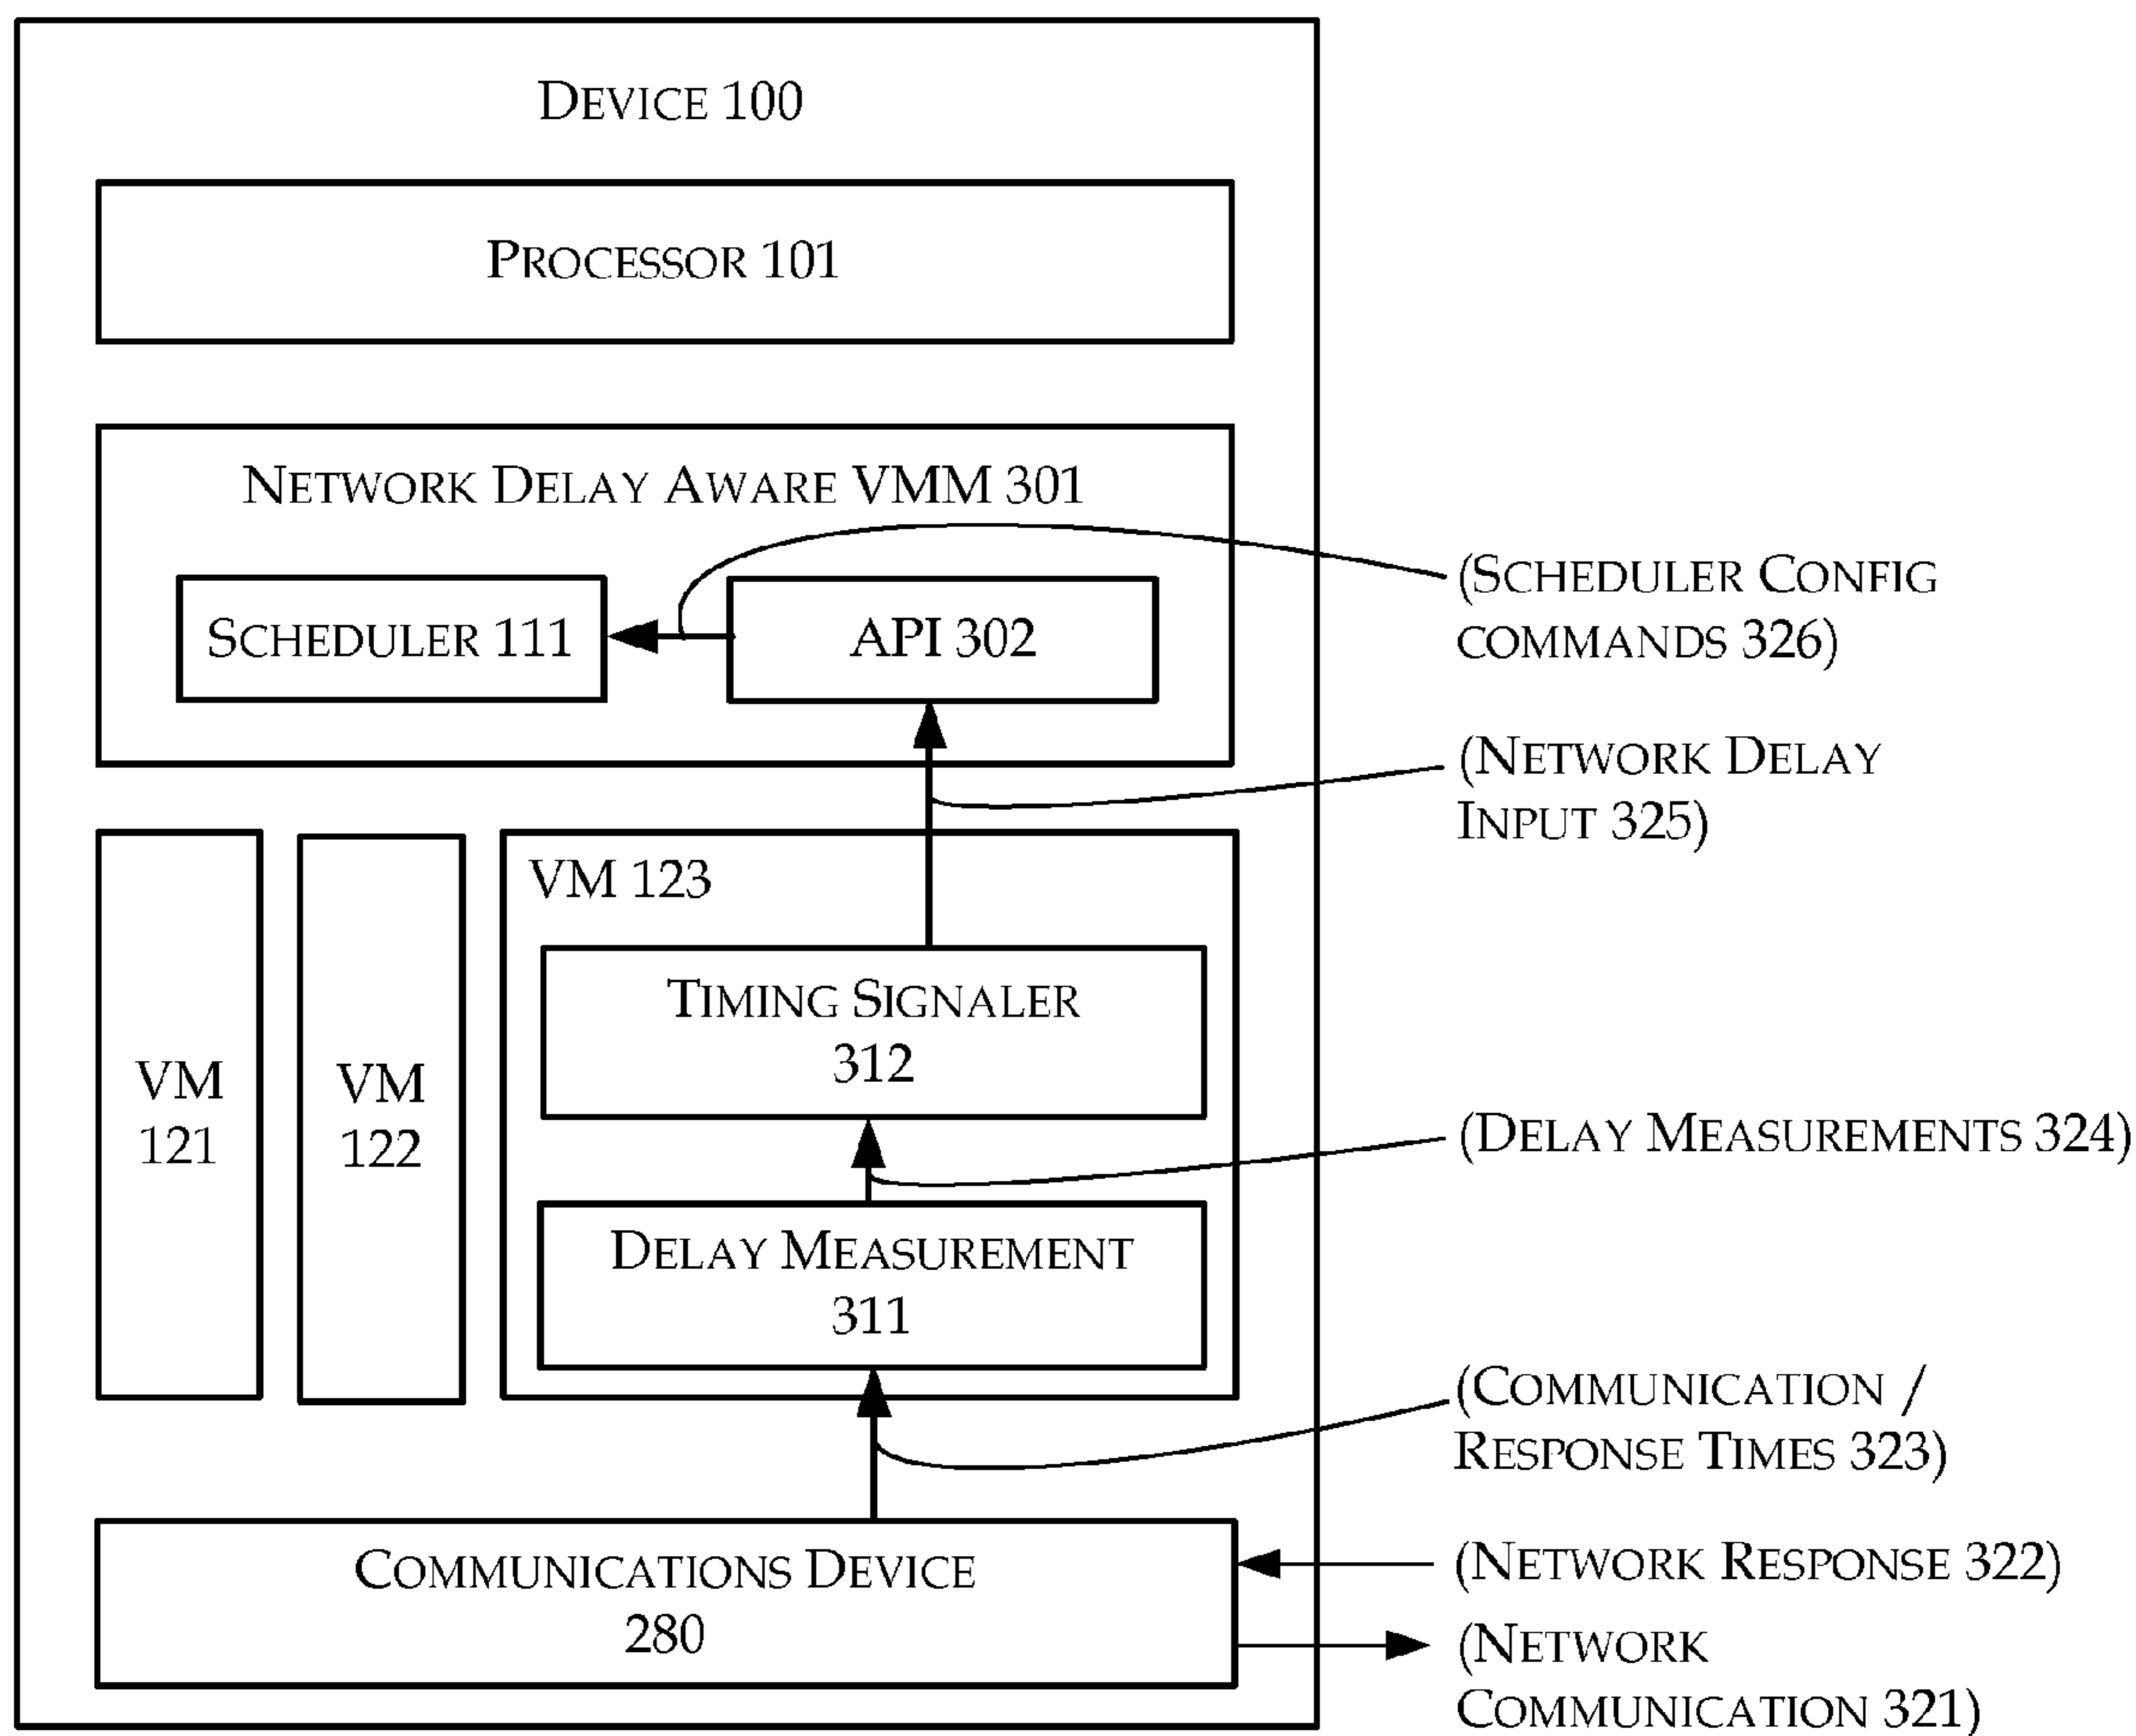 DEVICE 100
PROCESSOR 101
NETWORK DELAY AWARE VMM 301
SCHEDULER 111
API 302
(SCHEDULER CONFIG
COMMANDS 326)
(NETWORK DELAY
INPUT 325)
VM
121
VM
122
VM 123
TIMING SIGNALER
312
(DELAY MEASUREMENTS 324)
DELAY MEASUREMENT
311
(COMMUNICATION /
RESPONSE TIMES 323)
COMMUNICATIONS DEVICE
280
(NETWORK RESPONSE 322)
(NETWORK
COMMUNICATION 321)